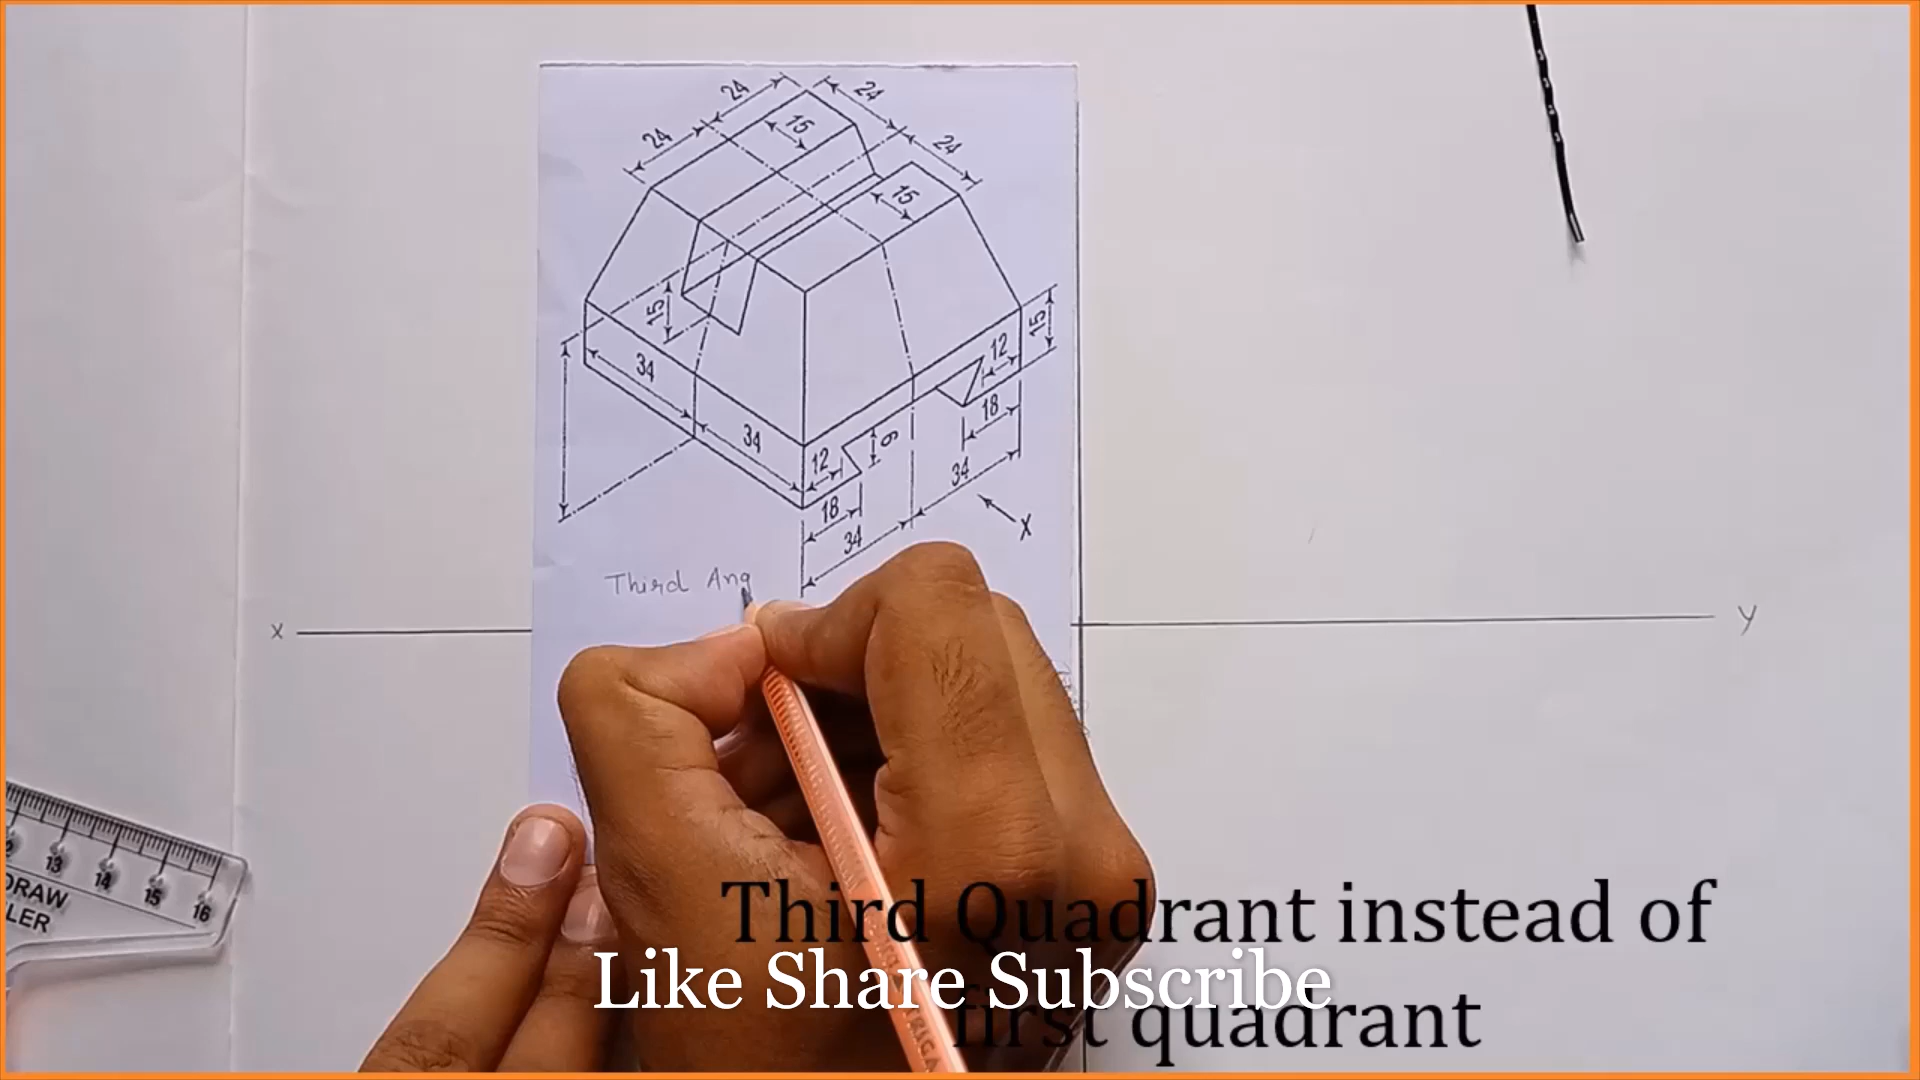 24
24
24
24
15
15
15
15
34
34
12
18
34
9
12
18
34
X
Third Ang
x
y
13
14
15
16
DRAW
LER
Third Quadrant instead of
Like Share Subscribe
first quadrant